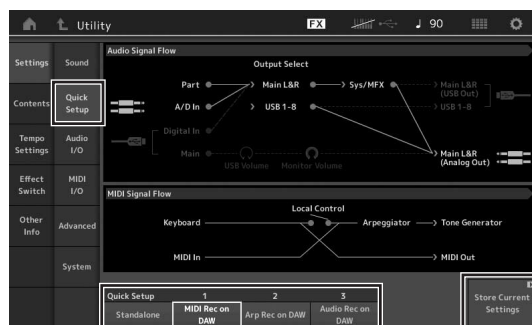 Utility
FX
90
Settings
Sound
Contents
Quick
Setup
Tempo
Settings
Audio
I/O
Effect
Switch
MIDI
I/O
Other
Info
Advanced
System
Audio Signal Flow
Output Select
Part
Main L&R
Sys/MFX
Main L&R
(USB Out)
A/D In
USB 1-8
USB 1-8
Digital In
Main
USB Volume
Monitor Volume
Main L&R
(Analog Out)
MIDI Signal Flow
Local Control
Keyboard
Arpeggiator
Tone Generator
MIDI In
MIDI Out
Quick Setup
1
2
3
Standalone
MIDI Rec on
DAW
Arp Rec on DAW
Audio Rec on
DAW
Store Current
Settings